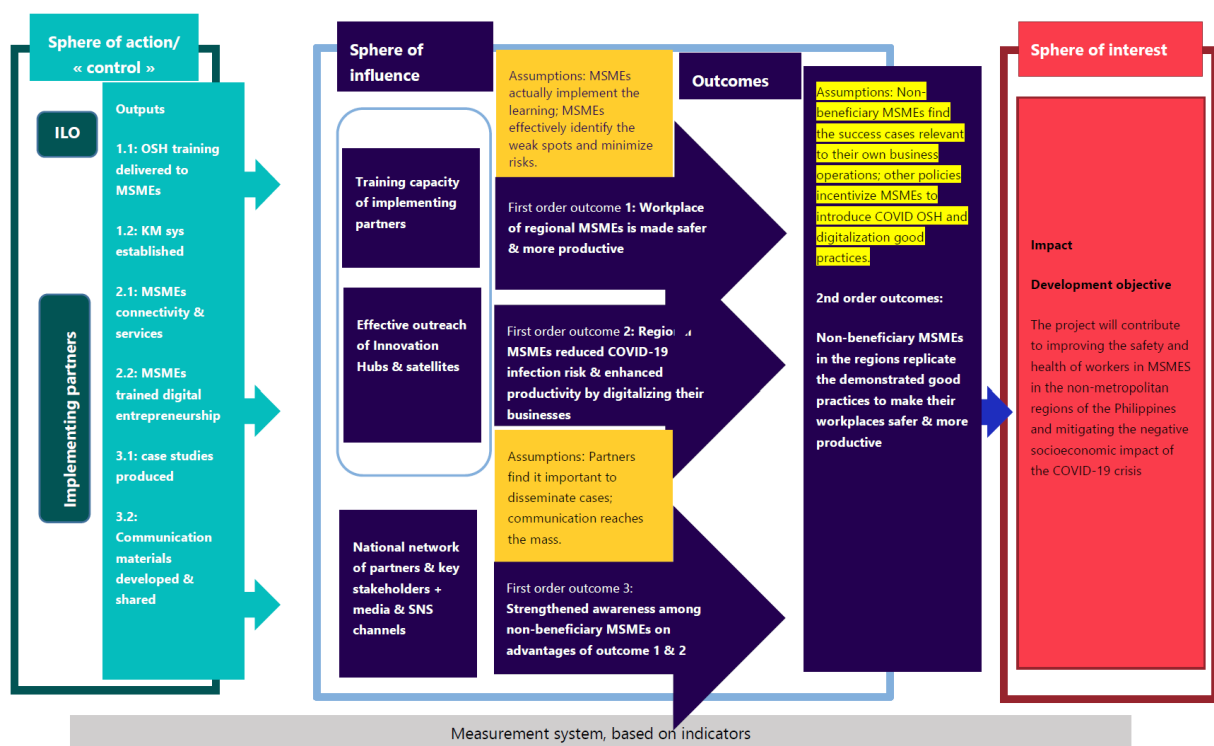 Sphere of action/
« control »
ILO
Implementing partners
Outputs
1.1: OSH training
delivered to
MSMEs
1.2: KM sys
established
2.1: MSMEs
connectivity &
services
2.2: MSMEs
trained digital
entrepreneurship
3.1: case studies
produced
3.2:
Communication
materials
developed &
shared
Sphere of
influence
Training capacity
of implementing
partners
Effective outreach
of Innovation
Hubs & satellites
National network
of partners & key
stakeholders +
media & SNS
channels
Assumptions: MSMEs
actually implement the
learning; MSMEs
effectively identify the
weak spots and minimize
risks.
First order outcome 1: Workplace
of regional MSMEs is made safer
& more productive
First order outcome 2: Region
MSMEs reduced COVID-19
infection risk & enhanced
productivity by digitalizing their
businesses
Assumptions: Partners
find it important to
disseminate cases;
communication reaches
the mass.
First order outcome 3:
Strengthened awareness among
non-beneficiary MSMEs on
advantages of outcome 1 & 2
Outcomes
Assumptions: Non-
beneficiary MSMEs find
the success cases relevant
to their own business
operations; other policies
incentivize MSMEs to
introduce COVID OSH and
digitalization good
practices.
2nd order outcomes:
Non-beneficiary MSMEs
in the regions replicate
the demonstrated good
practices to make their
workplaces safer & more
productive
Sphere of interest
Impact
Development objective
The project will contribute
to improving the safety and
health of workers in MSMES
in the non-metropolitan
regions of the Philippines
and mitigating the negative
socioeconomic impact of
the COVID-19 crisis
Measurement system, based on indicators